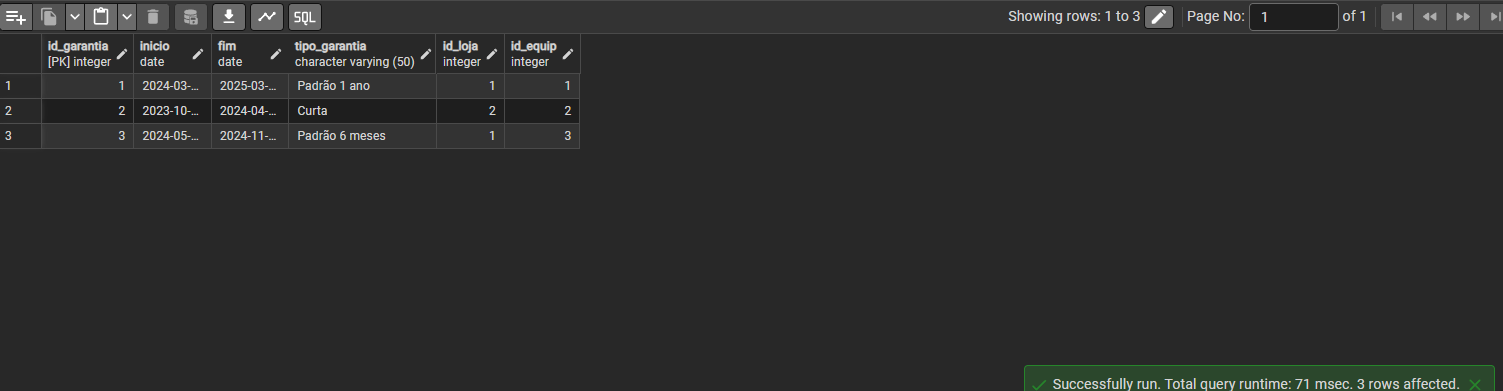 SQL
Showing rows: 1 to 3 Page No: 1 of 1
id_garantia inicio fim tipo_garantia id_loja id_equip
[PK] integer date date character varying (50) integer integer
1 1 2024-03-... 2025-03-... Padrão 1 ano 1 1
2 2 2023-10-... 2024-04-... Curta 2 2
3 3 2024-05-... 2024-11-... Padrão 6 meses 1 3
Successfully run. Total query runtime: 71 msec. 3 rows affected.